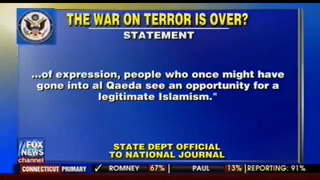 THE WAR ON TERROR IS OVER?
STATEMENT
...of expression, people who once might have
gone into al Qaeda see an opportunity for a
legitimate Islamism."
STATE DEPT OFFICIAL
TO NATIONAL JOURNAL
FOX
NEWS
channel
CONNECTICUT PRIMARY ROMNEY 67% PAUL 13% REPORTING: 91%